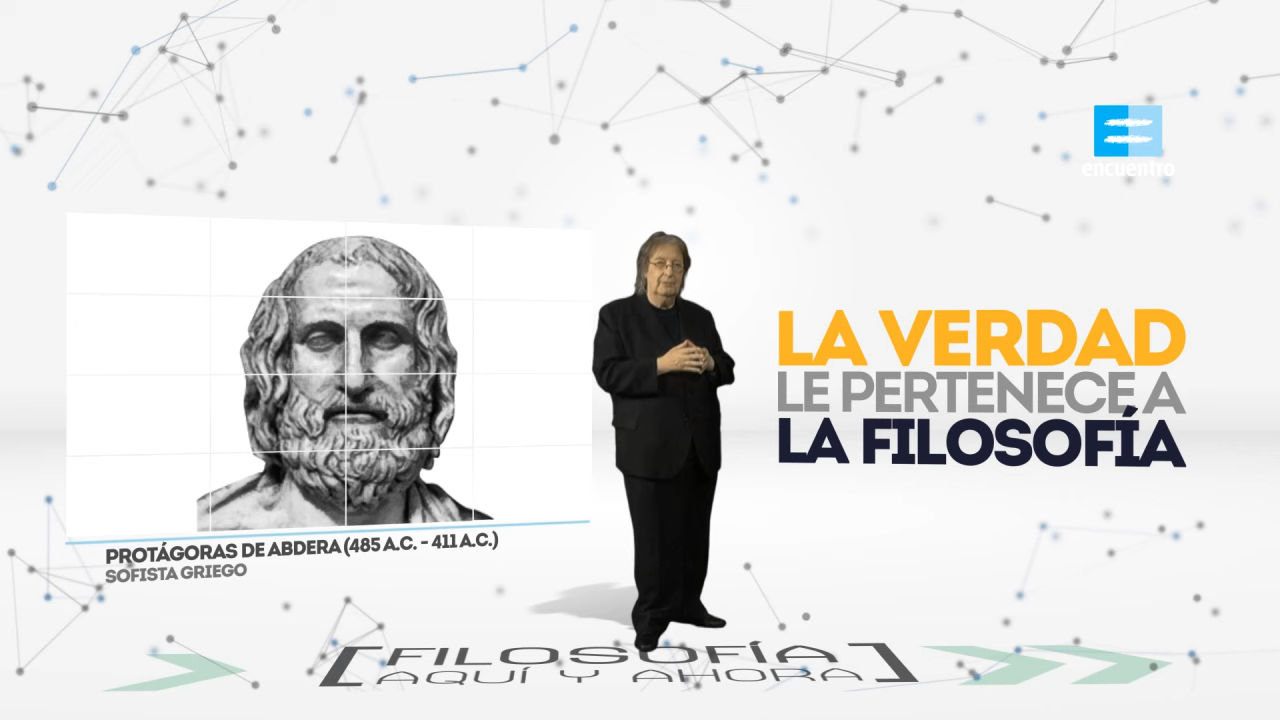 encuentro
LA VERDAD
LE PERTENECE A
LA FILOSOFÍA
PROTÁGORAS DE ABDERA (485 A.C. - 411 A.C.)
SOFISTA GRIEGO
[FILOSOFÍA
AQUÍ Y AHORA]